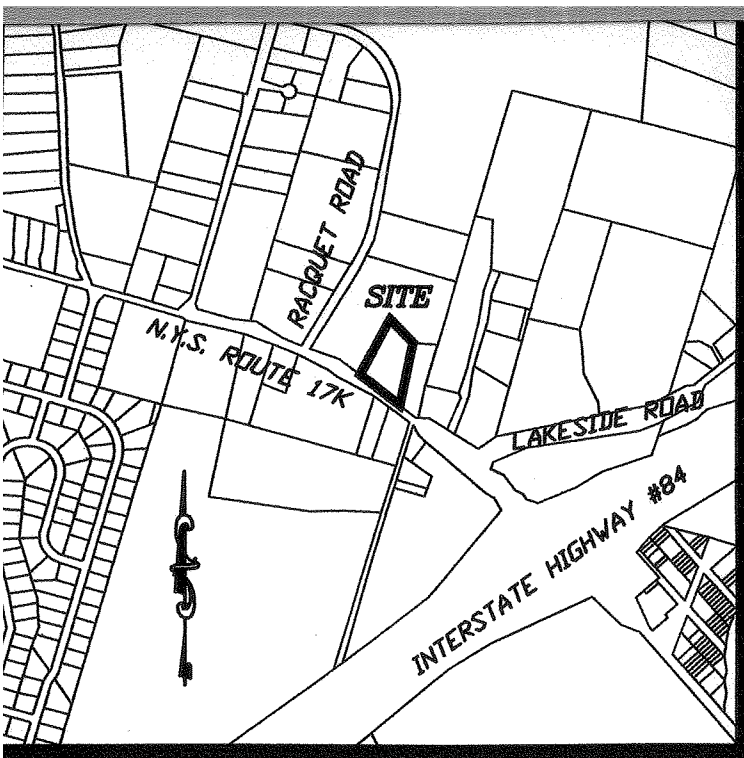 RACQUET ROAD
SITE
N.Y.S. ROUTE 17K
LAKESIDE ROAD
INTERSTATE HIGHWAY #84